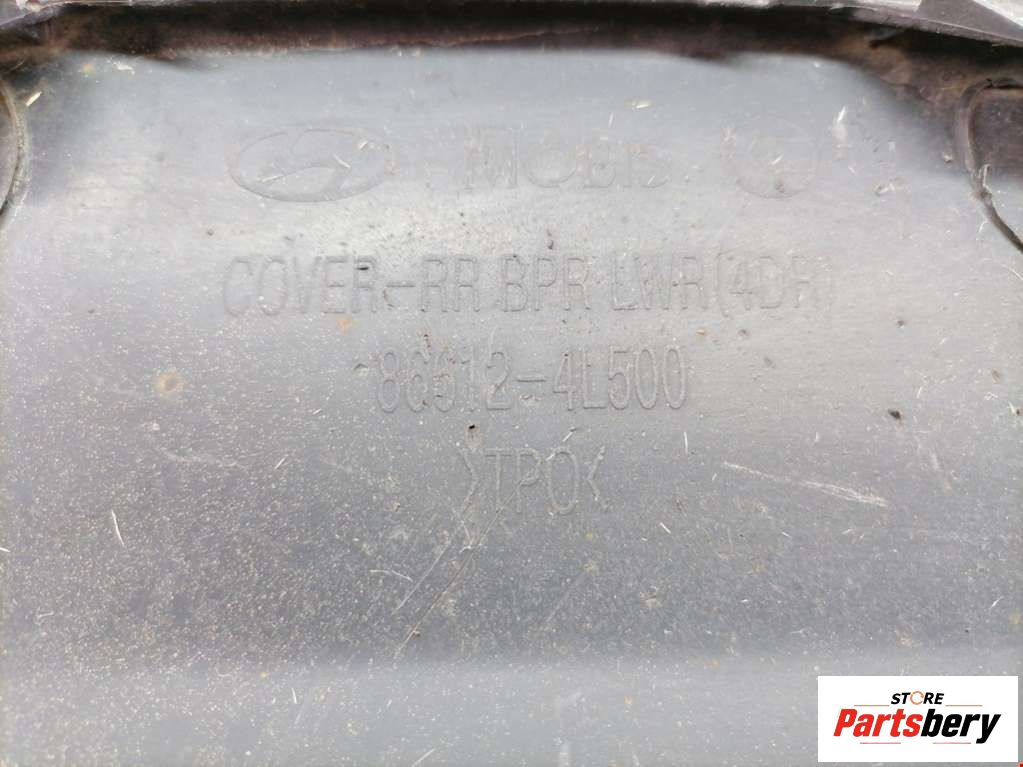 MOBIS
COVER-RR BPR LWR(4DR)
86612-4L500
>TPO<
STORE
Partsbery